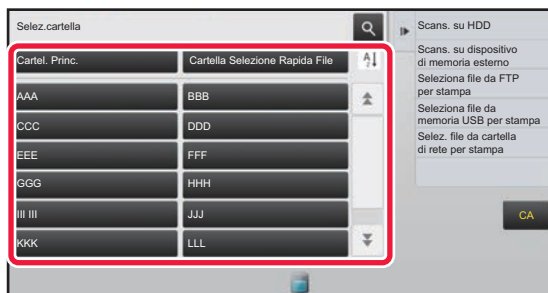 Selez.cartella
Cartel. Princ.
Cartella Selezione Rapida File
AAA
BBB
CCC
DDD
EEE
FFF
GGG
HHH
III III
JJJ
KKK
LLL
Scans. su HDD
Scans. su dispositivo
di memoria esterno
Seleziona file da FTP
per stampa
Seleziona file da
memoria USB per stampa
Selez. file da cartella
di rete per stampa
CA